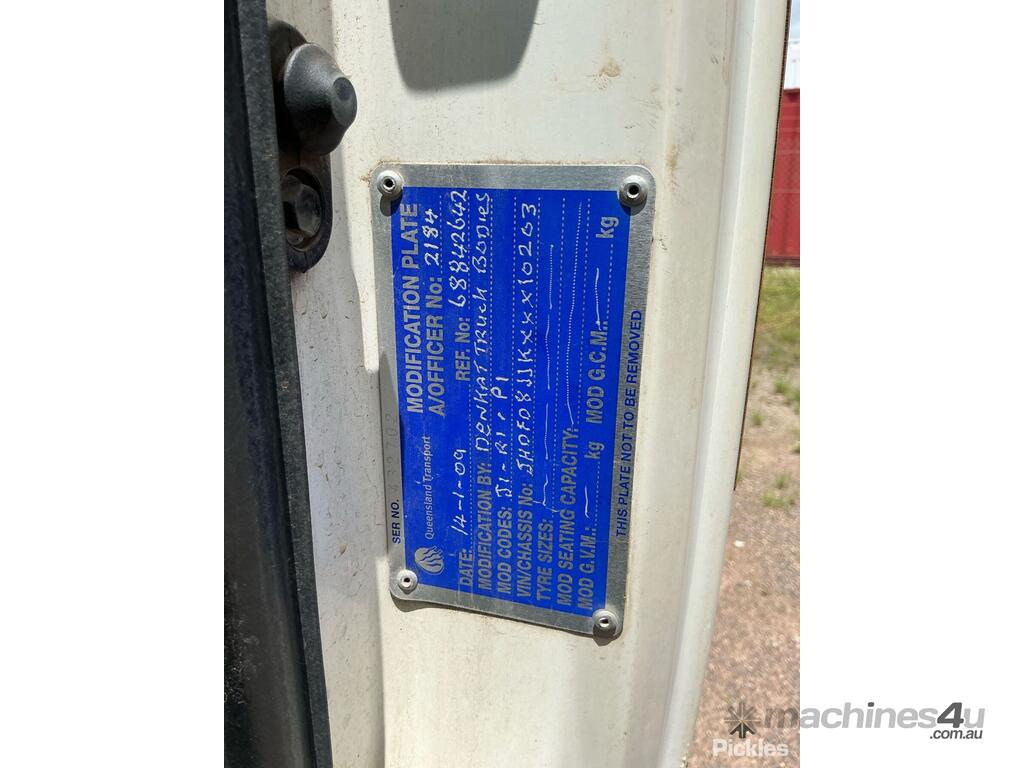 SER NO.
Queensland Transport
MODIFICATION PLATE
A/OFFICER No: 2184
DATE: 14-1-09 REF. No: 68842642
MODIFICATION BY: DENKAT TRUCK BODIES
MOD CODES: J1 - R1, P1
VIN/CHASSIS No: JHDFD8JJKXXX10203
TYRE SIZES:
MOD SEATING CAPACITY:
MOD G.V.M.: — kg MOD G.C.M.: — kg
THIS PLATE NOT TO BE REMOVED
Pickles
machines4u
.com.au